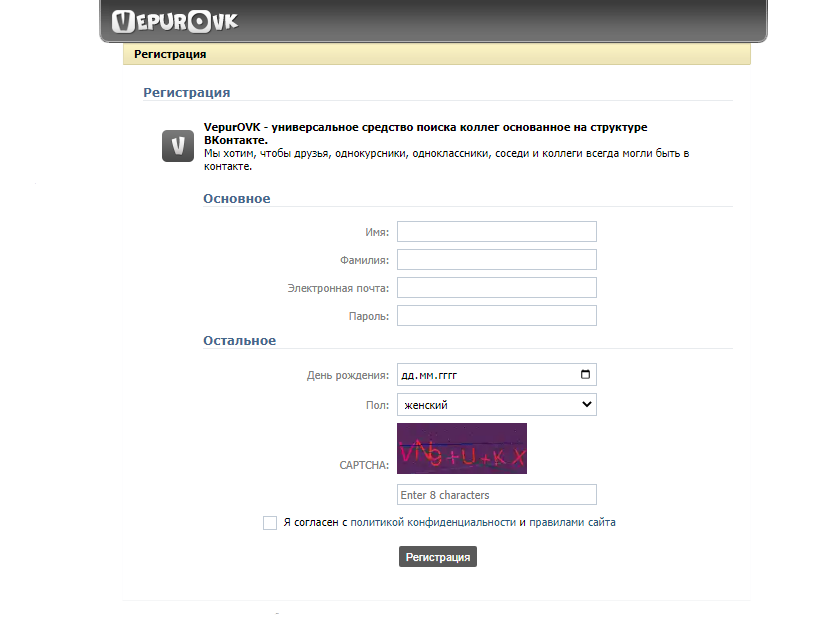 VEPUROVK
Регистрация
Регистрация
V
VepurOVK - универсальное средство поиска коллег основанное на структуре
ВКонтакте.
Мы хотим, чтобы друзья, однокурсники, одноклассники, соседи и коллеги всегда могли быть в
контакте.
Основное
Имя:
Фамилия:
Электронная почта:
Пароль:
Остальное
День рождения: дд.мм.гггг
Пол: женский
CAPTCHA:
Enter 8 characters
Я согласен с политикой конфиденциальности и правилами сайта
Регистрация